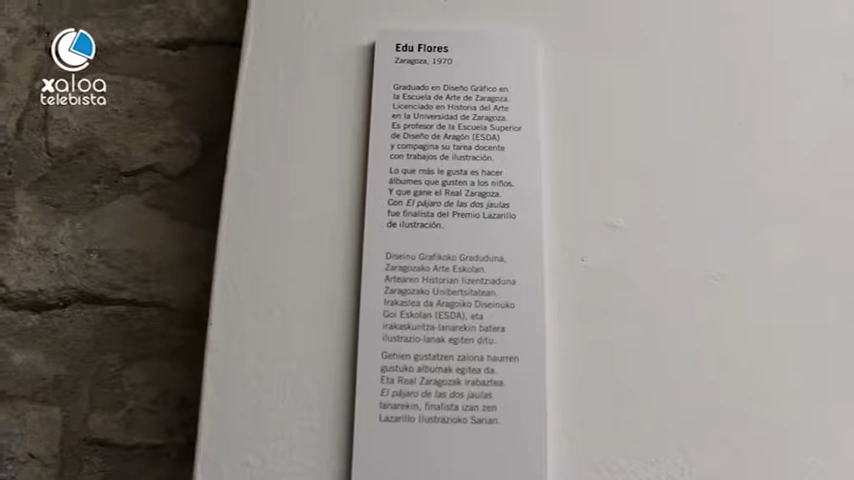 xaloa
telebista
Edu Flores
Zaragoza, 1970
Graduado en Diseño Gráfico en
la Escuela de Arte de Zaragoza.
Licenciado en Historia del Arte
en la Universidad de Zaragoza.
Es profesor de la Escuela Superior
de Diseño de Aragón (ESDA)
y compagina su tarea docente
con trabajos de ilustración.
Lo que más le gusta es hacer
álbumes que gusten a los niños.
Y que gane el Real Zaragoza.
Con El pájaro de las dos jaulas
fue finalista del Premio Lazarillo
de ilustración.
Diseinu Grafikoko Graduduna,
Zaragozako Arte Eskolan.
Artearen Historian lizentziaduna
Zaragozako Unibertsitatean.
Irakaslea da Aragoiko Diseinuko
Goi Eskolan (ESDA), eta
irakaskuntza-lanarekin batera
ilustrazio-lanak egiten ditu.
Gehien gustatzen zaiona haurren
gustuko albumak egitea da.
Eta Real Zaragozak irabaztea.
El pájaro de las dos jaulas
lanarekin, finalista izan zen
Lazarillo Ilustrazioko Sarian.